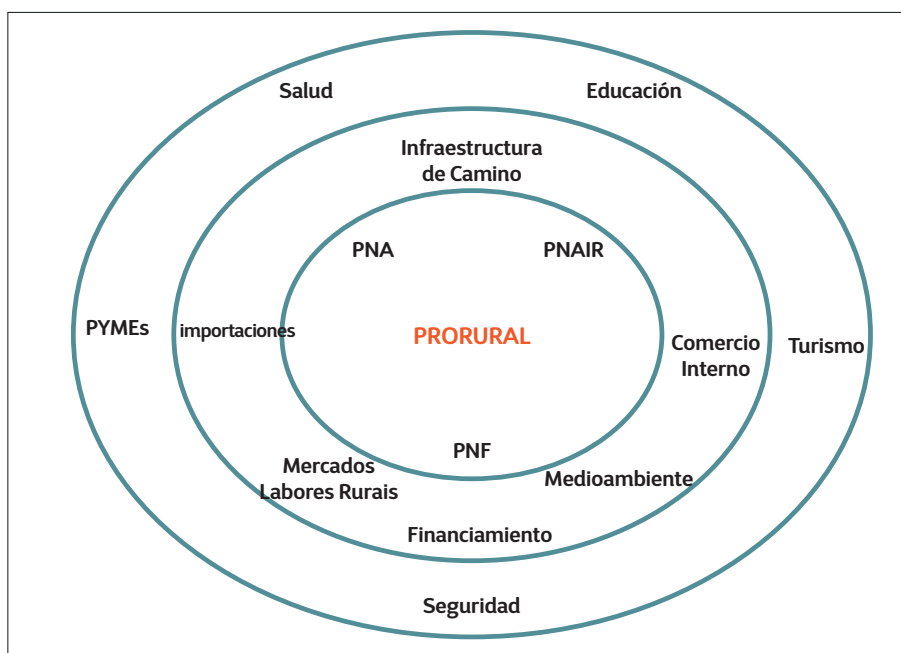 Salud
Educación
Infraestructura
de Camino
PNA
PNAIR
PYMEs
importaciones
PRORURAL
Comercio
Interno
Turismo
PNF
Mercados
Labores Rurais
Medioambiente
Financiamiento
Seguridad